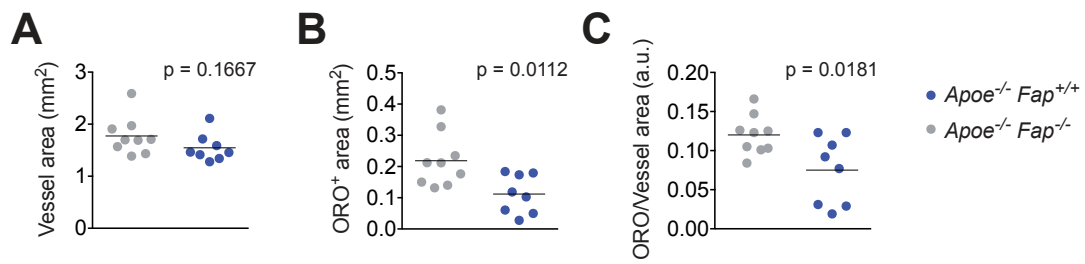 A
Vessel area (mm²)
3
2
1
0
p = 0.1667
B
ORO⁺ area (mm²)
0.5
0.4
0.3
0.2
0.1
0.0
p = 0.0112
C
ORO/Vessel area (a.u.)
0.20
0.15
0.10
0.05
0.00
p = 0.0181
Apoe⁻/⁻ Fap⁺/⁺
Apoe⁻/⁻ Fap⁻/⁻